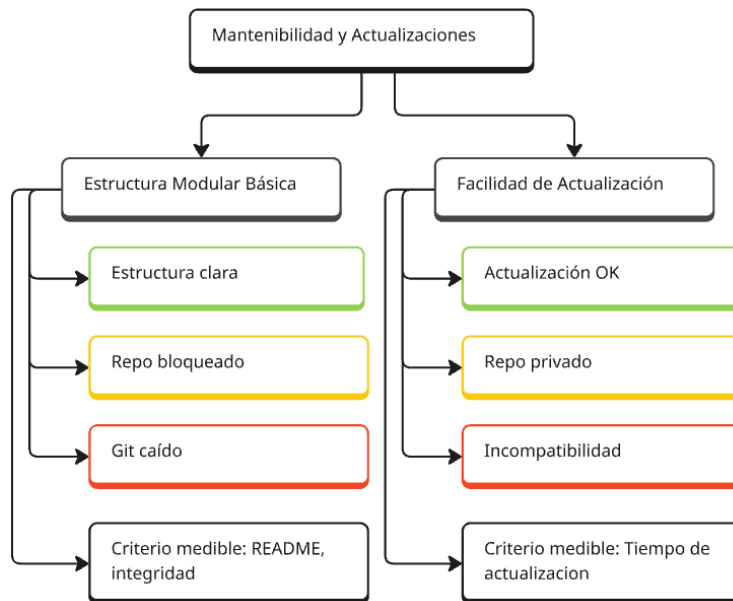 Mantenibilidad y Actualizaciones
Estructura Modular Básica
Estructura clara
Repo bloqueado
Git caído
Criterio medible: README,
integridad
Facilidad de Actualización
Actualización OK
Repo privado
Incompatibilidad
Criterio medible: Tiempo de
actualizacion